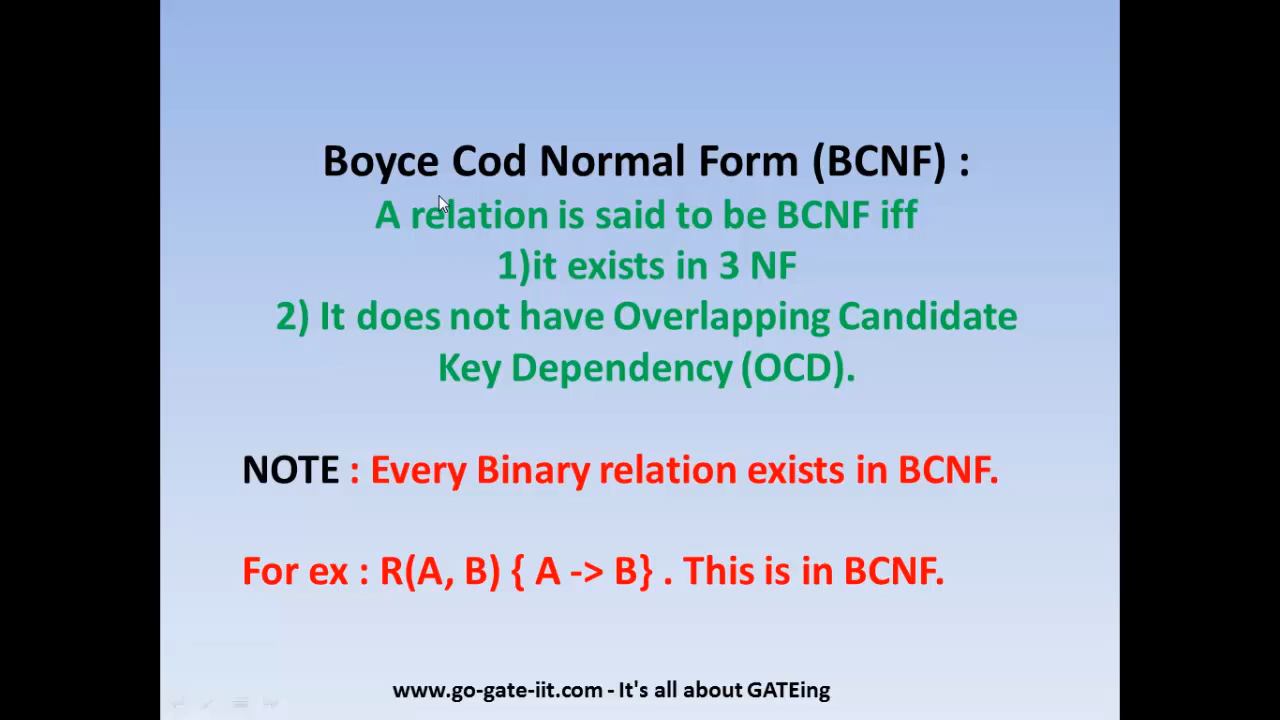 Boyce Cod Normal Form (BCNF) :
A relation is said to be BCNF iff
1)it exists in 3 NF
2) It does not have Overlapping Candidate
Key Dependency (OCD).
NOTE : Every Binary relation exists in BCNF.
For ex : R(A, B) { A -> B} . This is in BCNF.
www.go-gate-iit.com - It's all about GATEing